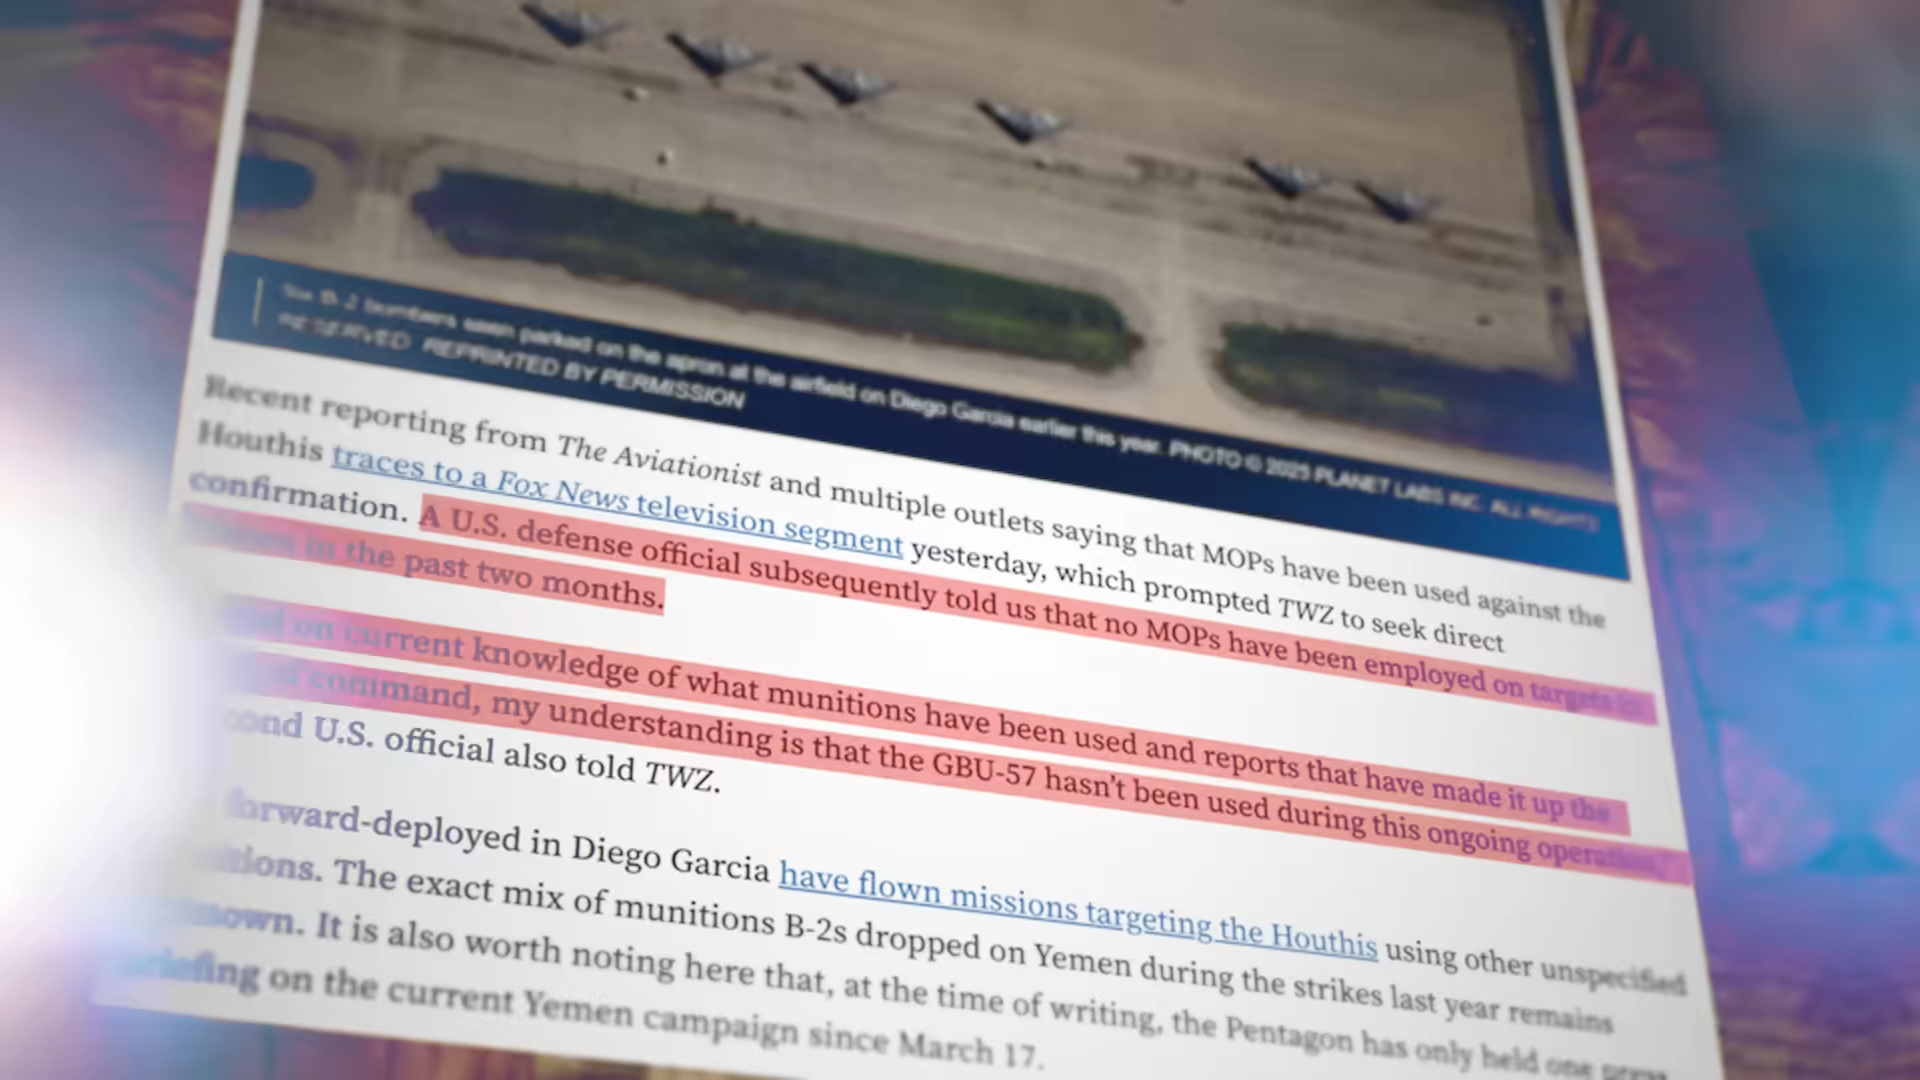 Six B-2 bombers seen parked on the apron at the airfield on Diego Garcia earlier this year. PHOTO © 2025 PLANET LABS INC. ALL RIGHTS
RESERVED REPRINTED BY PERMISSION
Recent reporting from The Aviationist and multiple outlets saying that MOPs have been used against the
Houthis traces to a Fox News television segment yesterday, which prompted TWZ to seek direct
confirmation. A U.S. defense official subsequently told us that no MOPs have been employed on targets in
in the past two months.
on current knowledge of what munitions have been used and reports that have made it up the
command, my understanding is that the GBU-57 hasn't been used during this ongoing operation,"
U.S. official also told TWZ.
forward-deployed in Diego Garcia have flown missions targeting the Houthis using other unspecified
The exact mix of munitions B-2s dropped on Yemen during the strikes last year remains
It is also worth noting here that, at the time of writing, the Pentagon has only held one press
briefing on the current Yemen campaign since March 17.